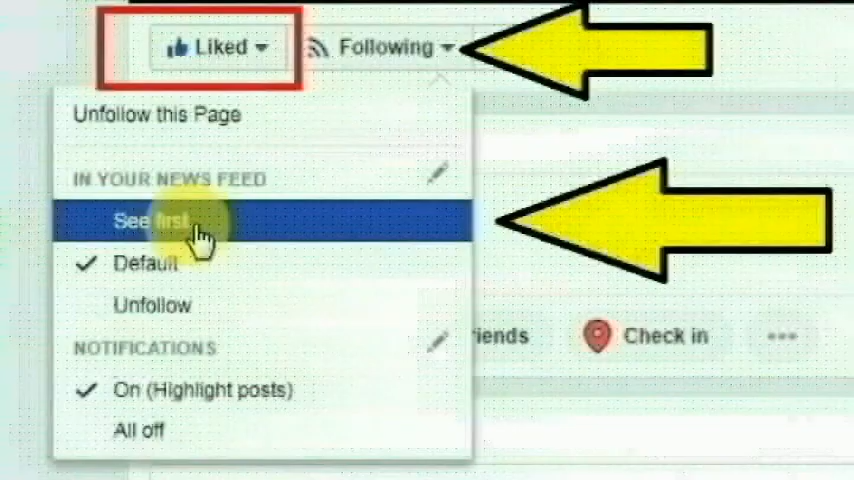 Liked Following
Unfollow this Page
IN YOUR NEWS FEED
See first
Default
Unfollow
NOTIFICATIONS
riends Check in
On (Highlight posts)
All off